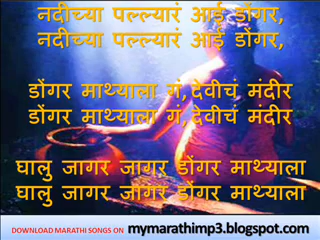 नदीच्या पल्ल्यारं आई डोंगर,
नदीच्या पल्ल्यारं आई डोंगर,
डोंगर माथ्याला गं,देवीचं मंदीर
डोंगर माथ्याला गं,देवीचं मंदीर
घालु जागर जागर डोंगर माथ्याला
घालु जागर जागर डोंगर माथ्याला
DOWNLOAD MARATHI SONGS ON mymarathimp3.blogspot.com